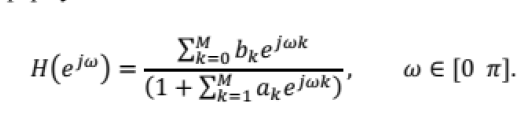 H(e^{jω}) = \frac{\sum_{k=0}^{M} b_k e^{jωk}}{(1 + \sum_{k=1}^{M} a_k e^{jωk})},    ω ∈ [0 π].